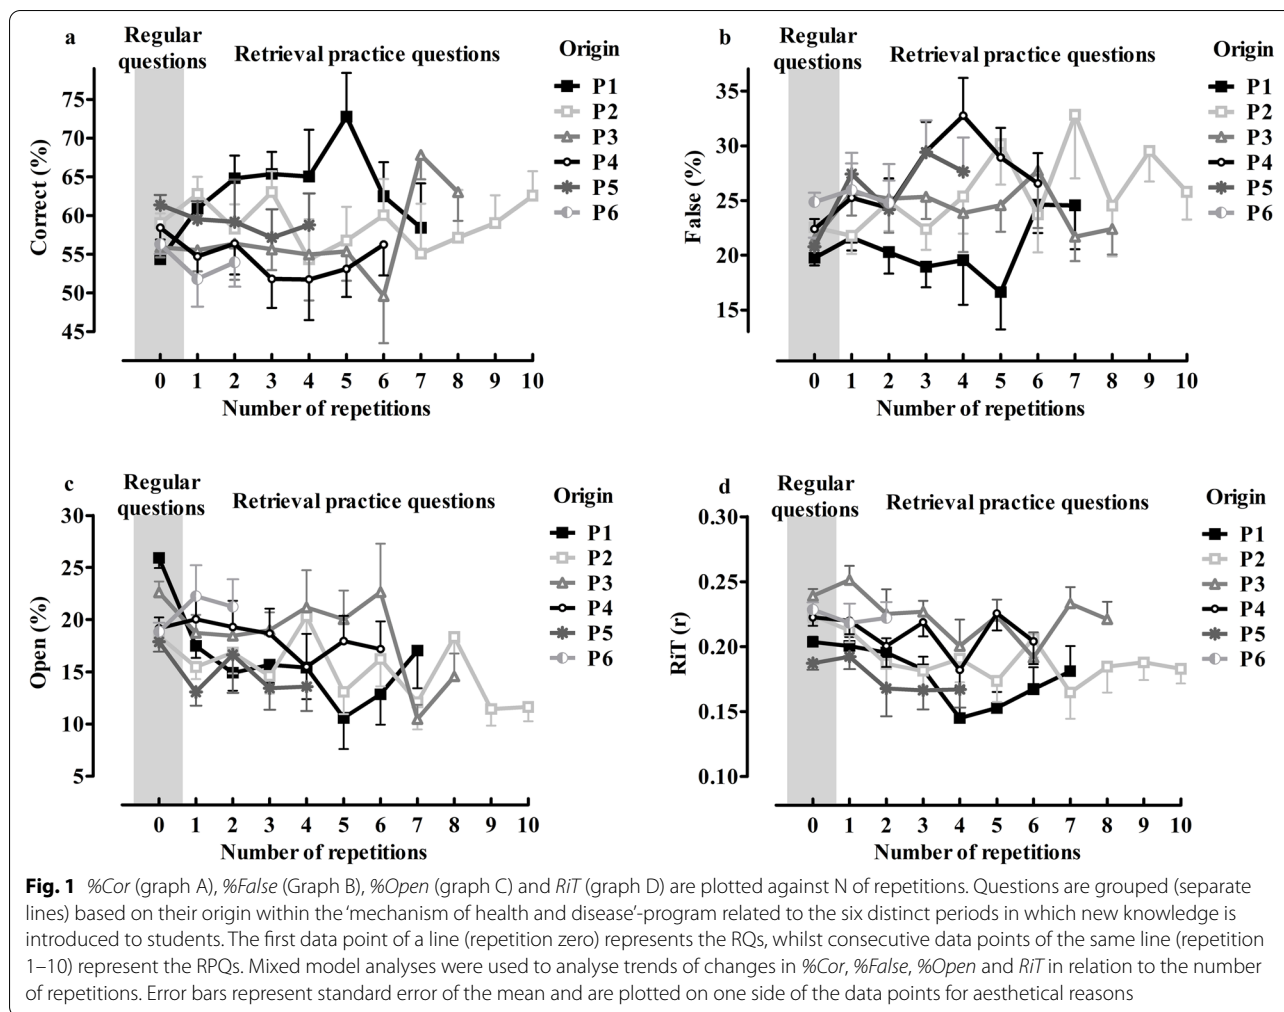 a
Regular
questions
Retrieval practice questions
Origin
P1
P2
P3
P4
P5
P6
Correct (%)
75
70
65
60
55
50
45
0 1 2 3 4 5 6 7 8 9 10
Number of repetitions
b
Regular
questions
Retrieval practice questions
Origin
P1
P2
P3
P4
P5
P6
False (%)
35
30
25
20
15
0 1 2 3 4 5 6 7 8 9 10
Number of repetitions
c
Regular
questions
Retrieval practice questions
Origin
P1
P2
P3
P4
P5
P6
Open (%)
30
25
20
15
10
5
0 1 2 3 4 5 6 7 8 9 10
Number of repetitions
d
Regular
questions
Retrieval practice questions
Origin
P1
P2
P3
P4
P5
P6
RiT (r)
0.30
0.25
0.20
0.15
0.10
0 1 2 3 4 5 6 7 8 9 10
Number of repetitions
Fig. 1 %Cor (graph A), %False (Graph B), %Open (graph C) and RiT (graph D) are plotted against N of repetitions. Questions are grouped (separate
lines) based on their origin within the ‘mechanism of health and disease’-program related to the six distinct periods in which new knowledge is
introduced to students. The first data point of a line (repetition zero) represents the RQs, whilst consecutive data points of the same line (repetition
1–10) represent the RPQs. Mixed model analyses were used to analyse trends of changes in %Cor, %False, %Open and RiT in relation to the number
of repetitions. Error bars represent standard error of the mean and are plotted on one side of the data points for aesthetical reasons